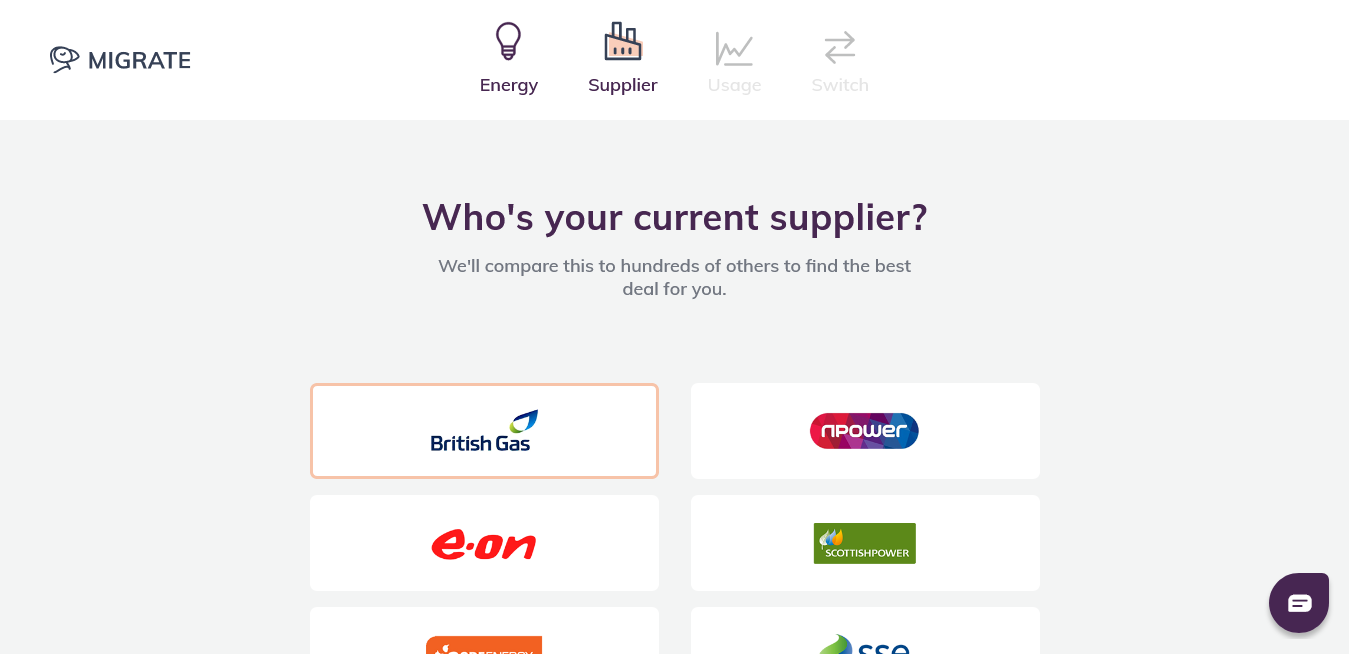 MIGRATE
Energy
Supplier
Usage
Switch
Who's your current supplier?
We'll compare this to hundreds of others to find the best
deal for you.
British Gas
npower
e·on
SCOTTISHPOWER
sse